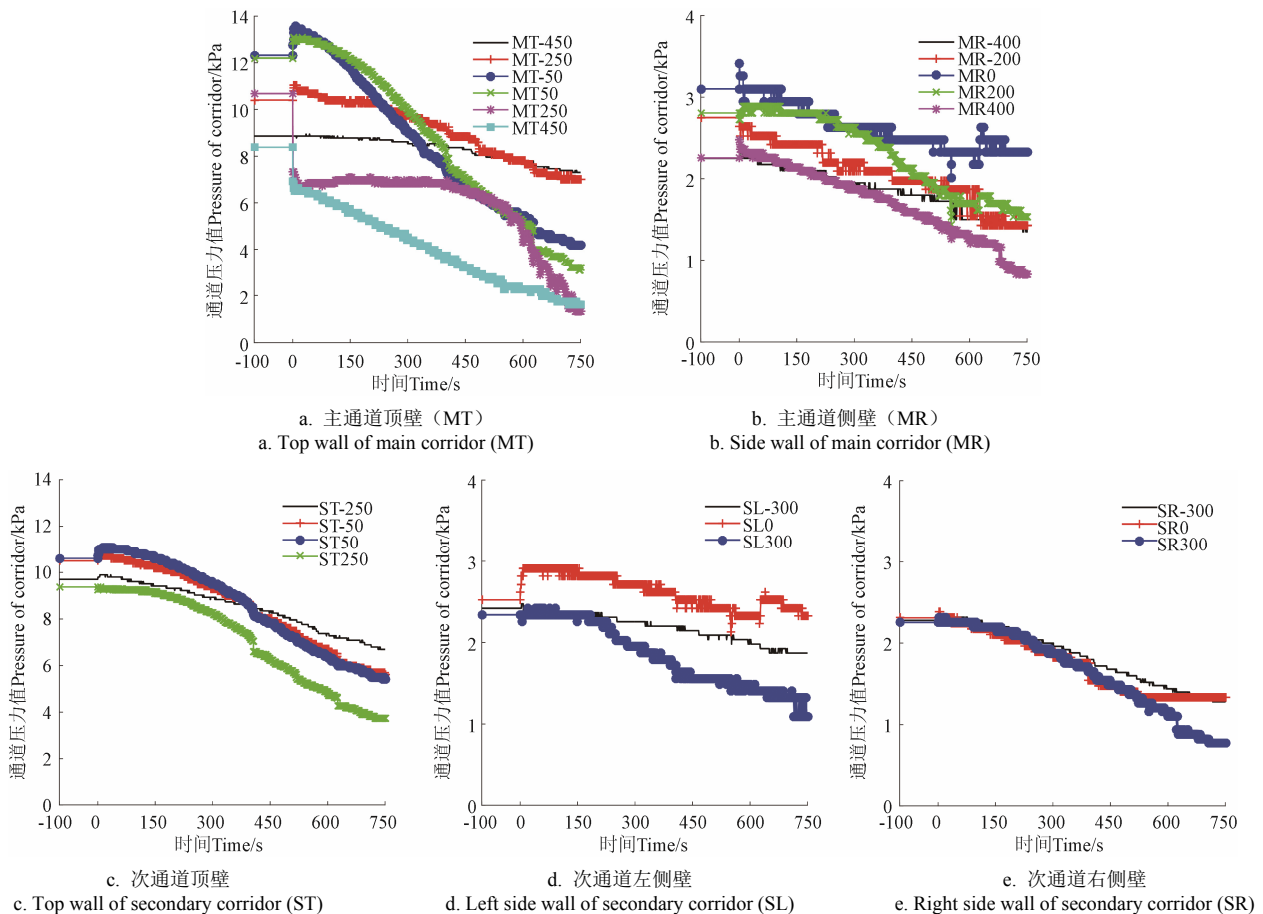 通道压力值Pressure of corridor/kPa
14
12
10
8
6
4
2
0
-100 0 150 300 450 600 750
时间Time/s
MT-450
MT-250
MT-50
MT50
MT250
MT450
a. 主通道顶壁（MT）
a. Top wall of main corridor (MT)
通道压力值Pressure of corridor/kPa
4
3
2
1
0
-100 0 150 300 450 600 750
时间Time/s
MR-400
MR-200
MR0
MR200
MR400
b. 主通道侧壁（MR）
b. Side wall of main corridor (MR)
通道压力值Pressure of corridor/kPa
14
12
10
8
6
4
2
0
-100 0 150 300 450 600 750
时间Time/s
ST-250
ST-50
ST50
ST250
c. 次通道顶壁
c. Top wall of secondary corridor (ST)
通道压力值Pressure of corridor/kPa
4
3
2
1
0
-100 0 150 300 450 600 750
时间Time/s
SL-300
SL0
SL300
d. 次通道左侧壁
d. Left side wall of secondary corridor (SL)
通道压力值Pressure of corridor/kPa
4
3
2
1
0
-100 0 150 300 450 600 750
时间Time/s
SR-300
SR0
SR300
e. 次通道右侧壁
e. Right side wall of secondary corridor (SR)